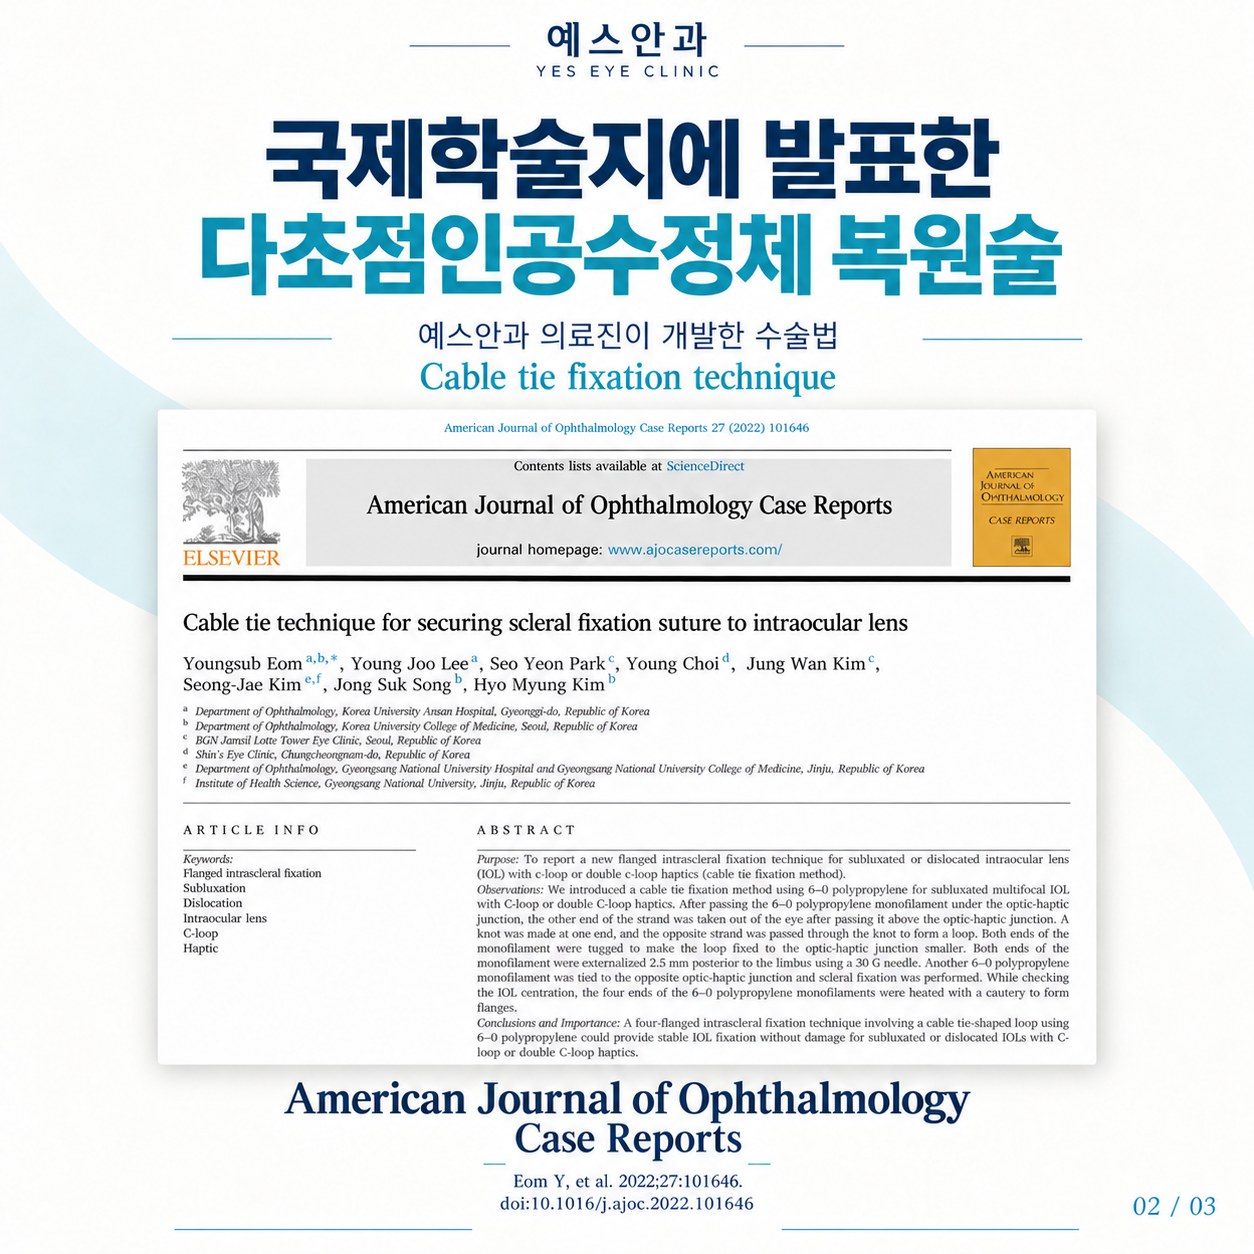 예스안과
YES EYE CLINIC
국제학술지에 발표한
다초점인공수정체 복원술
예스안과 의료진이 개발한 수술법
Cable tie fixation technique
American Journal of Ophthalmology Case Reports 27 (2022) 101646
Contents lists available at ScienceDirect
American Journal of Ophthalmology Case Reports
journal homepage: www.ajocasereports.com/
ELSEVIER
AMERICAN
JOURNAL OF
OPHTHALMOLOGY
CASE REPORTS
Cable tie technique for securing scleral fixation suture to intraocular lens
Youngsub Eom a,b,*, Young Joo Lee a, Seo Yeon Park c, Young Choi d, Jung Wan Kim c,
Seong-Jae Kim e,f, Jong Suk Song b, Hyo Myung Kim b
a Department of Ophthalmology, Korea University Ansan Hospital, Gyeonggi-do, Republic of Korea
b Department of Ophthalmology, Korea University College of Medicine, Seoul, Republic of Korea
c BGN Jamsil Lotte Tower Eye Clinic, Seoul, Republic of Korea
d Shin's Eye Clinic, Chungcheongnam-do, Republic of Korea
e Department of Ophthalmology, Gyeongsang National University Hospital and Gyeongsang National University College of Medicine, Jinju, Republic of Korea
f Institute of Health Science, Gyeongsang National University, Jinju, Republic of Korea
ARTICLE INFO
Keywords:
Flanged intrascleral fixation
Subluxation
Dislocation
Intraocular lens
C-loop
Haptic
ABSTRACT
Purpose: To report a new flanged intrascleral fixation technique for subluxated or dislocated intraocular lens
(IOL) with c-loop or double c-loop haptics (cable tie fixation method).
Observations: We introduced a cable tie fixation method using 6–0 polypropylene for subluxated multifocal IOL
with C-loop or double C-loop haptics. After passing the 6–0 polypropylene monofilament under the optic-haptic
junction, the other end of the strand was taken out of the eye after passing it above the optic-haptic junction. A
knot was made at one end, and the opposite strand was passed through the knot to form a loop. Both ends of the
monofilament were tugged to make the loop fixed to the optic-haptic junction smaller. Both ends of the
monofilament were externalized 2.5 mm posterior to the limbus using a 30 G needle. Another 6–0 polypropylene
monofilament was tied to the opposite optic-haptic junction and scleral fixation was performed. While checking
the IOL centration, the four ends of the 6–0 polypropylene monofilaments were heated with a cautery to form
flanges.
Conclusions and Importance: A four-flanged intrascleral fixation technique involving a cable tie-shaped loop using
6–0 polypropylene could provide stable IOL fixation without damage for subluxated or dislocated IOLs with C-
loop or double C-loop haptics.
American Journal of Ophthalmology
Case Reports
Eom Y, et al. 2022;27:101646.
doi:10.1016/j.ajoc.2022.101646
02 / 03